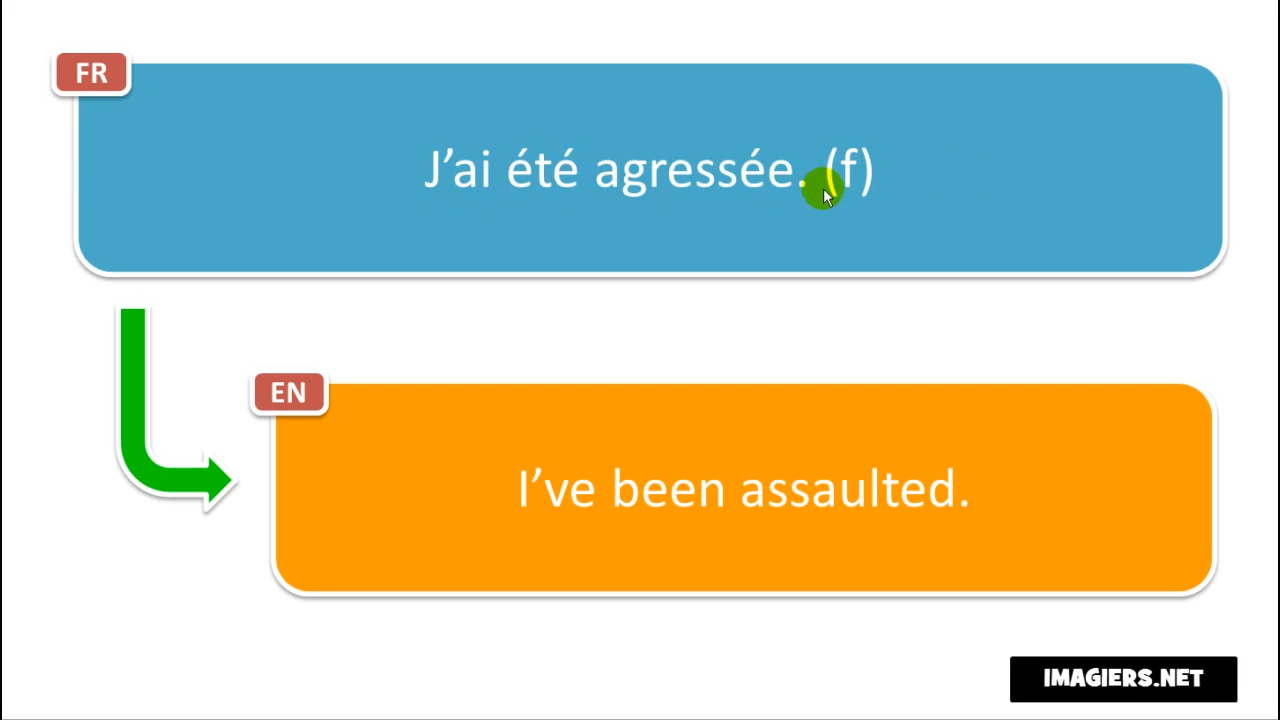 FR
J’ai été agressée. (f)
EN
I’ve been assaulted.
IMAGIERS.NET